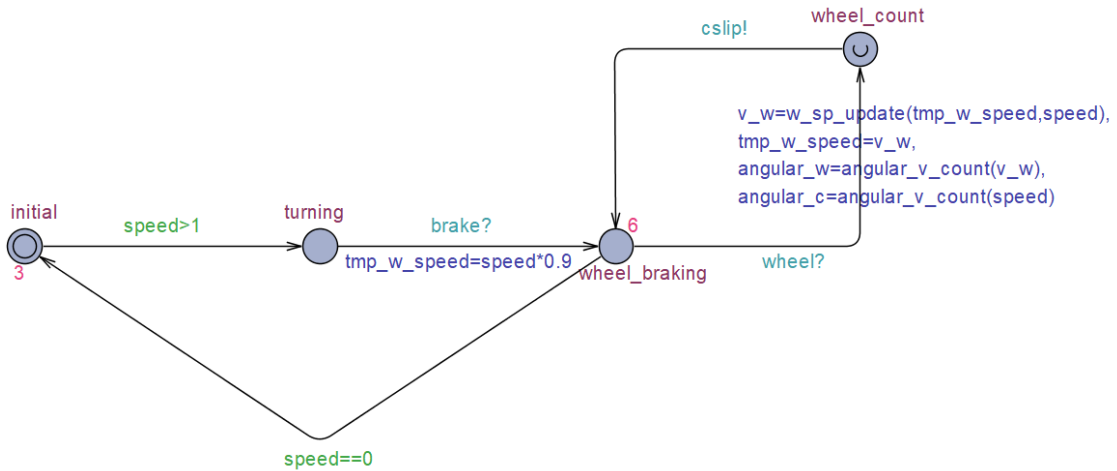 wheel_count
cslip!
v_w=w_sp_update(tmp_w_speed,speed),
tmp_w_speed=v_w,
angular_w=angular_v_count(v_w),
angular_c=angular_v_count(speed)
initial
speed>1
turning
brake?
6
3
tmp_w_speed=speed*0.9
wheel_braking
wheel?
speed==0